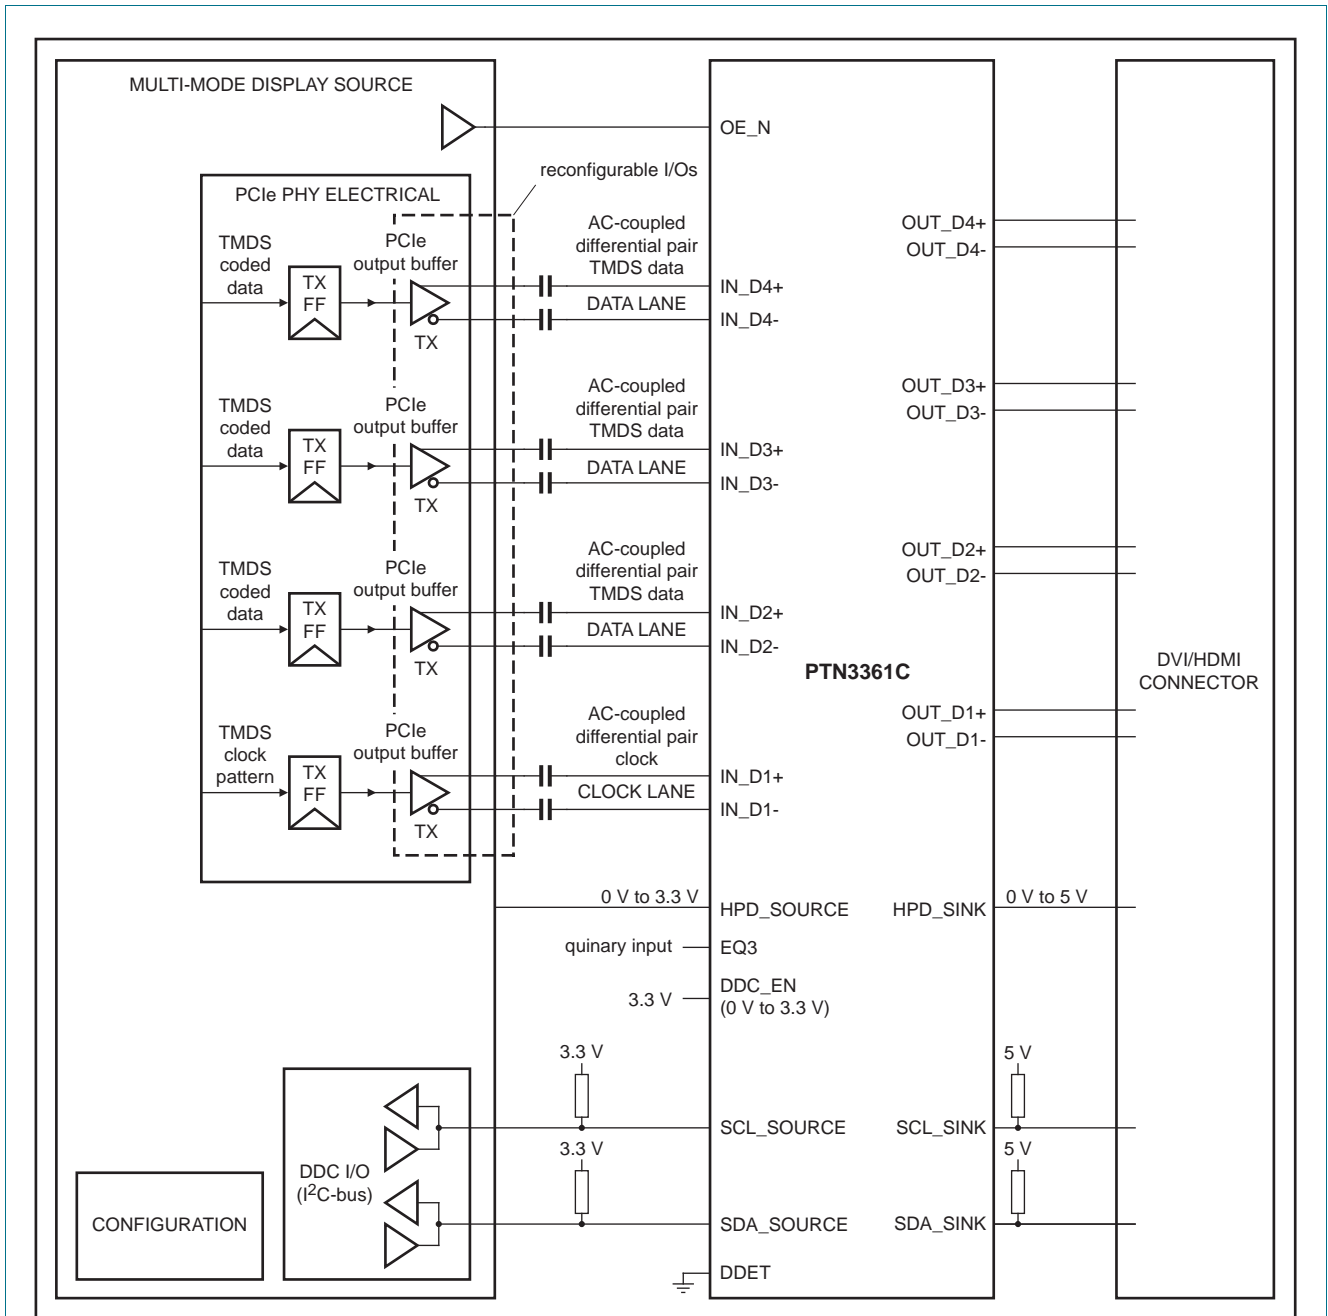 MULTI-MODE DISPLAY SOURCE
OE_N
reconfigurable I/Os
PCIe PHY ELECTRICAL
TMDS
coded
data
TX
FF
PCIe
output buffer
TX
AC-coupled
differential pair
TMDS data
DATA LANE
IN_D4+
IN_D4-
OUT_D4+
OUT_D4-
TMDS
coded
data
TX
FF
PCIe
output buffer
TX
AC-coupled
differential pair
TMDS data
DATA LANE
IN_D3+
IN_D3-
OUT_D3+
OUT_D3-
TMDS
coded
data
TX
FF
PCIe
output buffer
TX
AC-coupled
differential pair
TMDS data
DATA LANE
IN_D2+
IN_D2-
OUT_D2+
OUT_D2-
PTN3361C
DVI/HDMI
CONNECTOR
TMDS
clock
pattern
TX
FF
PCIe
output buffer
TX
AC-coupled
differential pair
clock
CLOCK LANE
IN_D1+
IN_D1-
OUT_D1+
OUT_D1-
0 V to 3.3 V
HPD_SOURCE
HPD_SINK
0 V to 5 V
quinary input
EQ3
3.3 V
DDC_EN
(0 V to 3.3 V)
3.3 V
5 V
SCL_SOURCE
SCL_SINK
3.3 V
5 V
DDC I/O
(I²C-bus)
CONFIGURATION
SDA_SOURCE
SDA_SINK
DDET